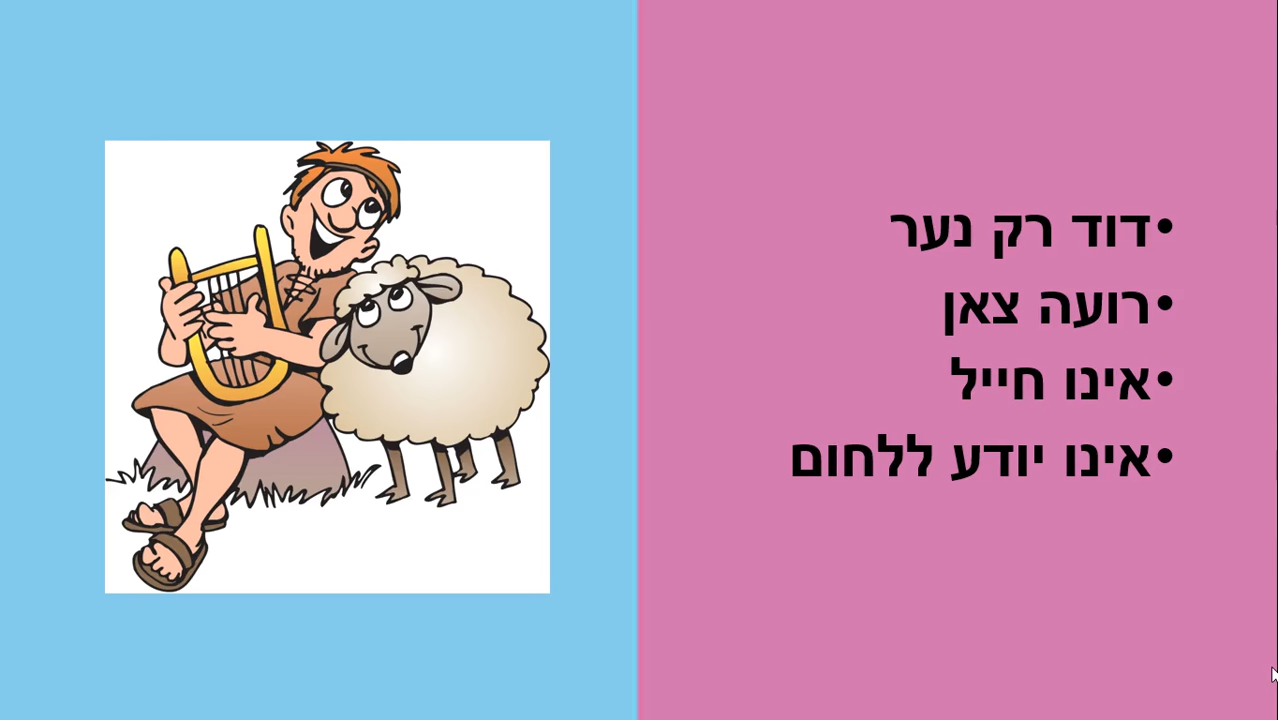 •דוד רק נער
•רועה צאן
•אינו חייל
•אינו יודע ללחום